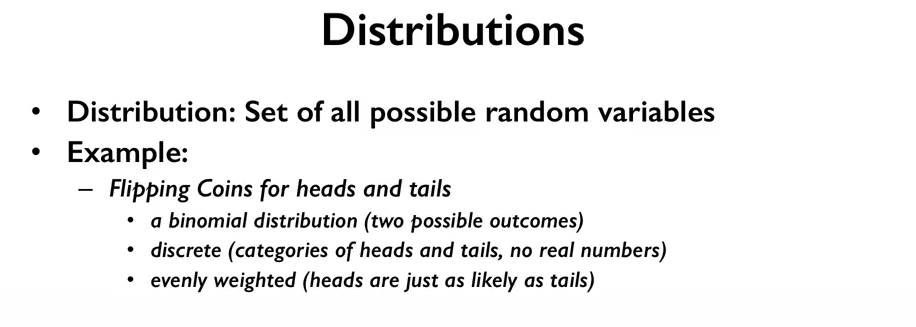 Distributions
• Distribution: Set of all possible random variables
• Example:
– Flipping Coins for heads and tails
• a binomial distribution (two possible outcomes)
• discrete (categories of heads and tails, no real numbers)
• evenly weighted (heads are just as likely as tails)